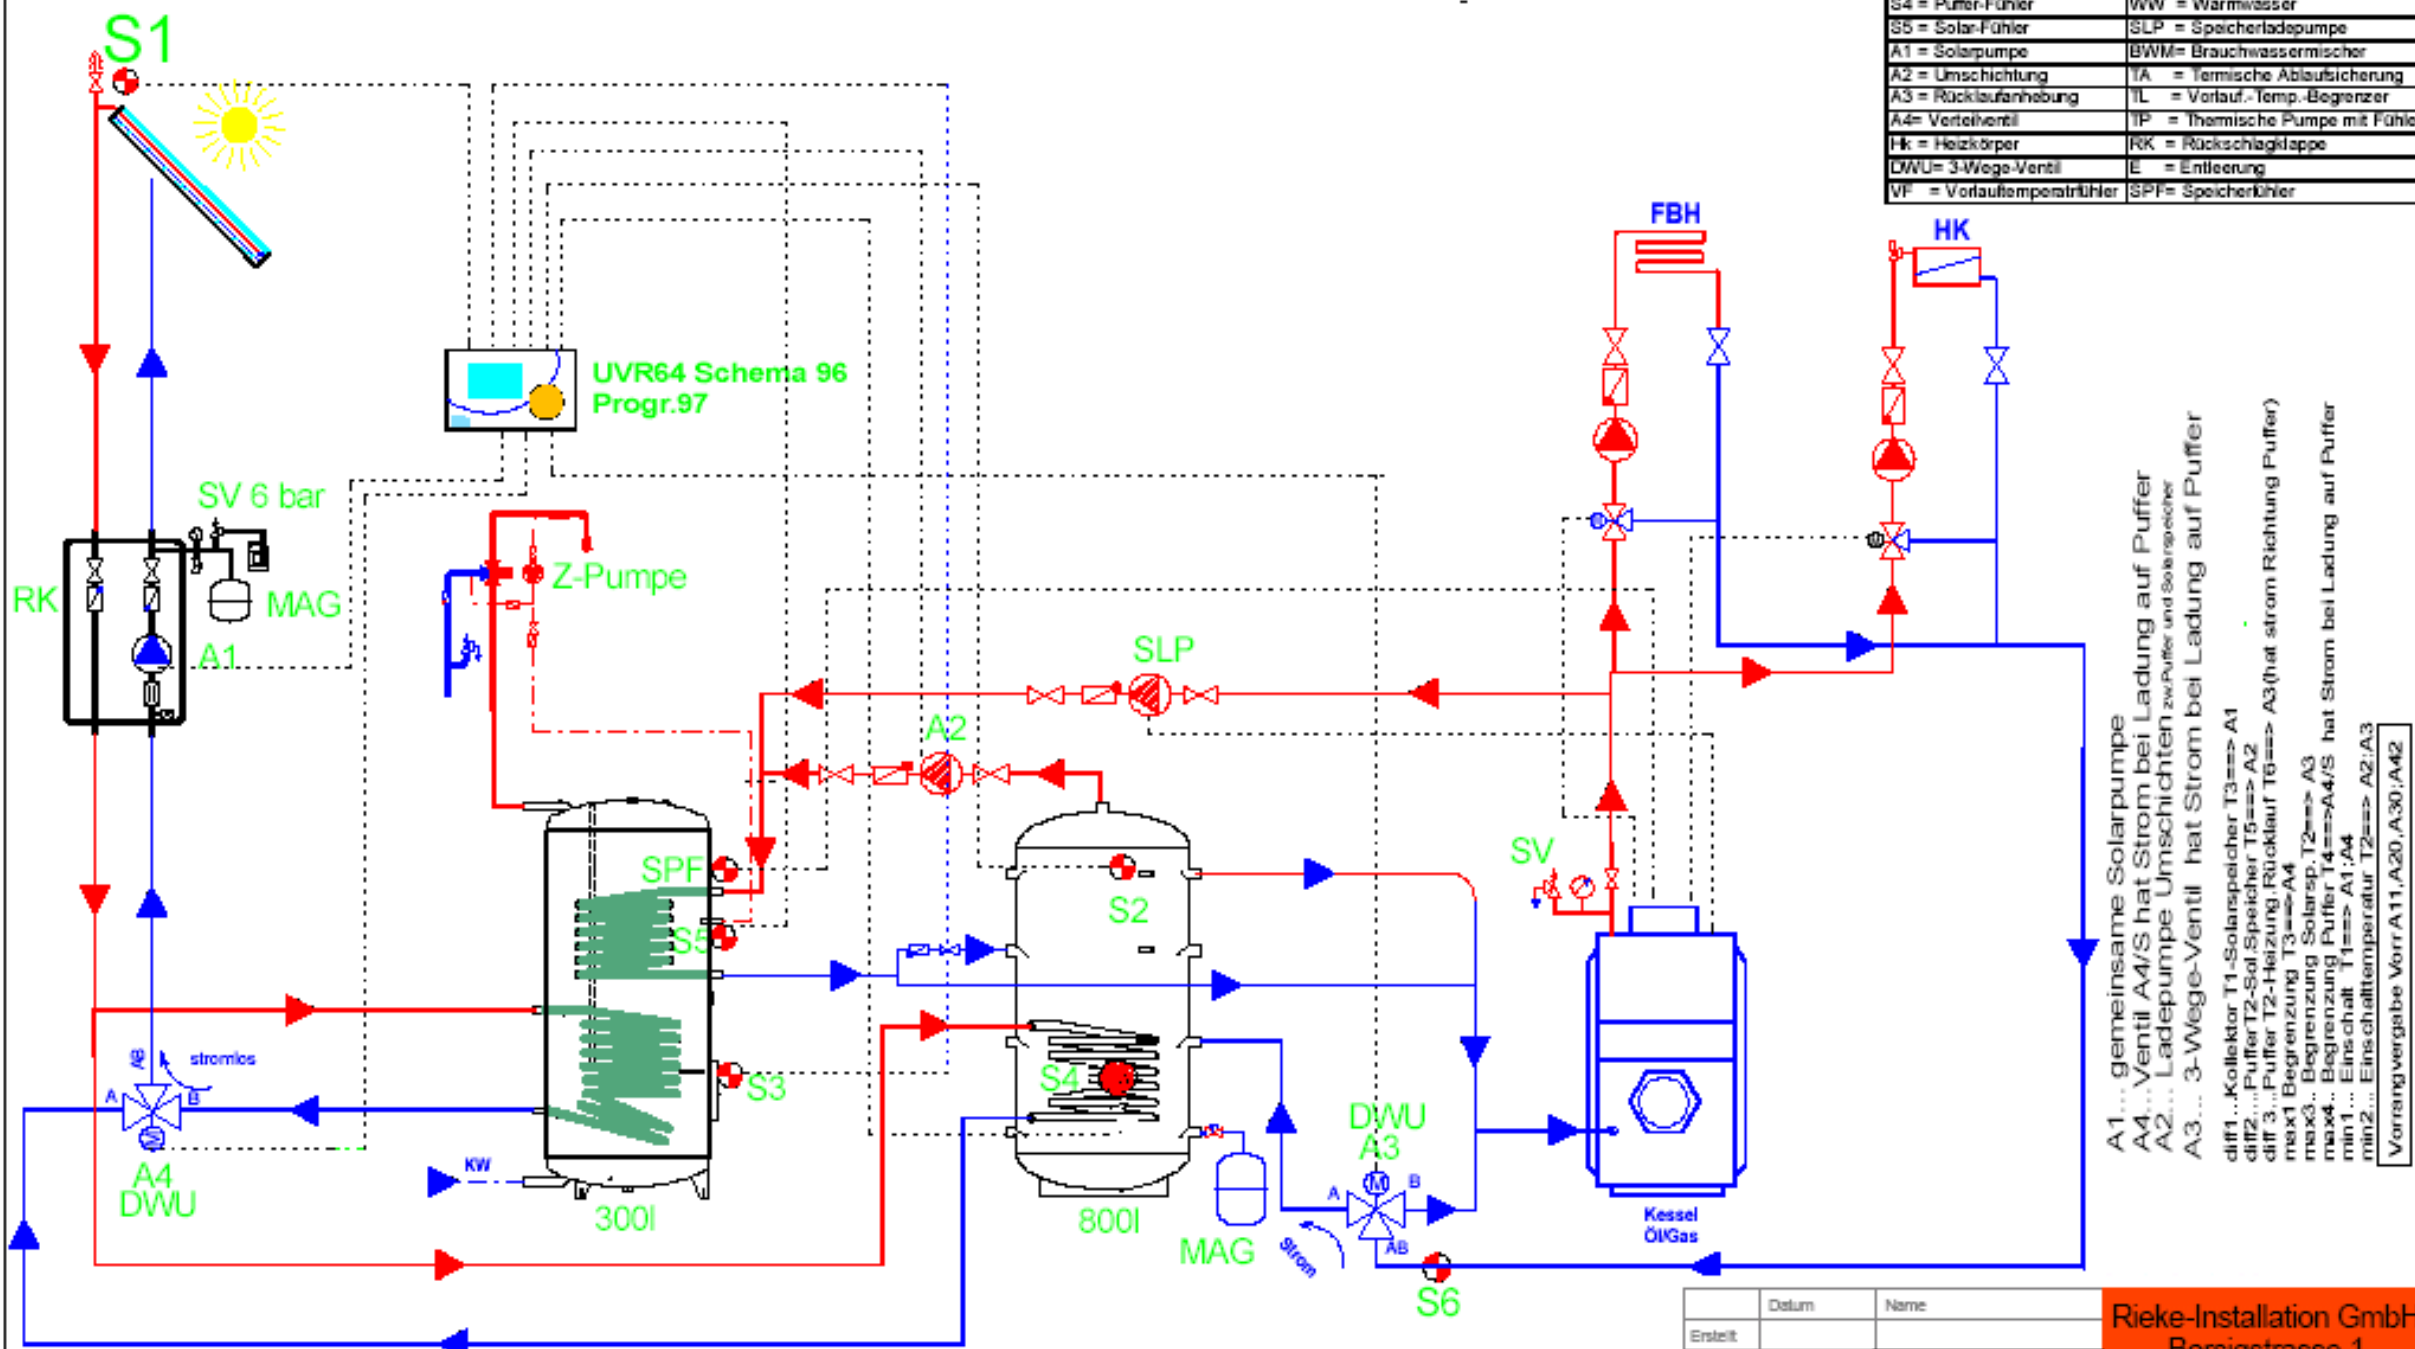 S4 = Puffer-Fühler
WW = Warmwasser
S5 = Solar-Fühler
SLP = Speicherladepumpe
A1 = Solarpumpe
BWM= Brauchwassermischer
A2 = Umschichtung
TA = Termische Ablaufsicherung
A3 = Rücklaufanhebung
TL = Vorlauf.-Temp.-Begrenzer
A4= Verteilventil
TP = Thermische Pumpe mit Fühle
Hk = Heizkörper
RK = Rückschlagklappe
DWU= 3-Wege-Ventil
E = Entleerung
VF = Vorlauftemperatrfühler
SPF= Speicherfühler
S1
FBH
HK
UVR64 Schema 96
Progr.97
SV 6 bar
RK
MAG
A1
Z-Pumpe
SLP
A2
SPF
S5
S2
SV
S3
S4
AB
stromlos
A
B
M
A4
DWU
KW
300l
800l
MAG
DWU
A3
M
A
B
AB
Strom
S6
Kessel
Öl/Gas
A1... gemeinsame Solarpumpe
A4...Ventil A4/S hat Strom bei Ladung auf Puffer
A2... Ladepumpe Umschichten zw.Puffer und Solarspeicher
A3... 3-Wege-Ventil hat Strom bei Ladung auf Puffer
diff1...Kollektor T1-Solarspeicher T3==> A1
diff2...Puffer T2-Sol.Speicher T5==> A2
diff 3...Puffer T2-Heizung.Rücklauf T6==> A3(hat strom Richtung Puffer)
max1 Begrenzung T3==>A4
max3.. Begrenzung Solarsp.T2==> A3
max4.. Begrenzung Puffer T4==>A4/S hat Strom bei Ladung auf Puffer
min1... Einschalt T1==> A1;A4
min2... Einschalttemperatur T2==> A2;A3
Vorrangvergabe Vorr A11,A20,A30;A42
Datum
Name
Erstellt
Rieke-Installation GmbH